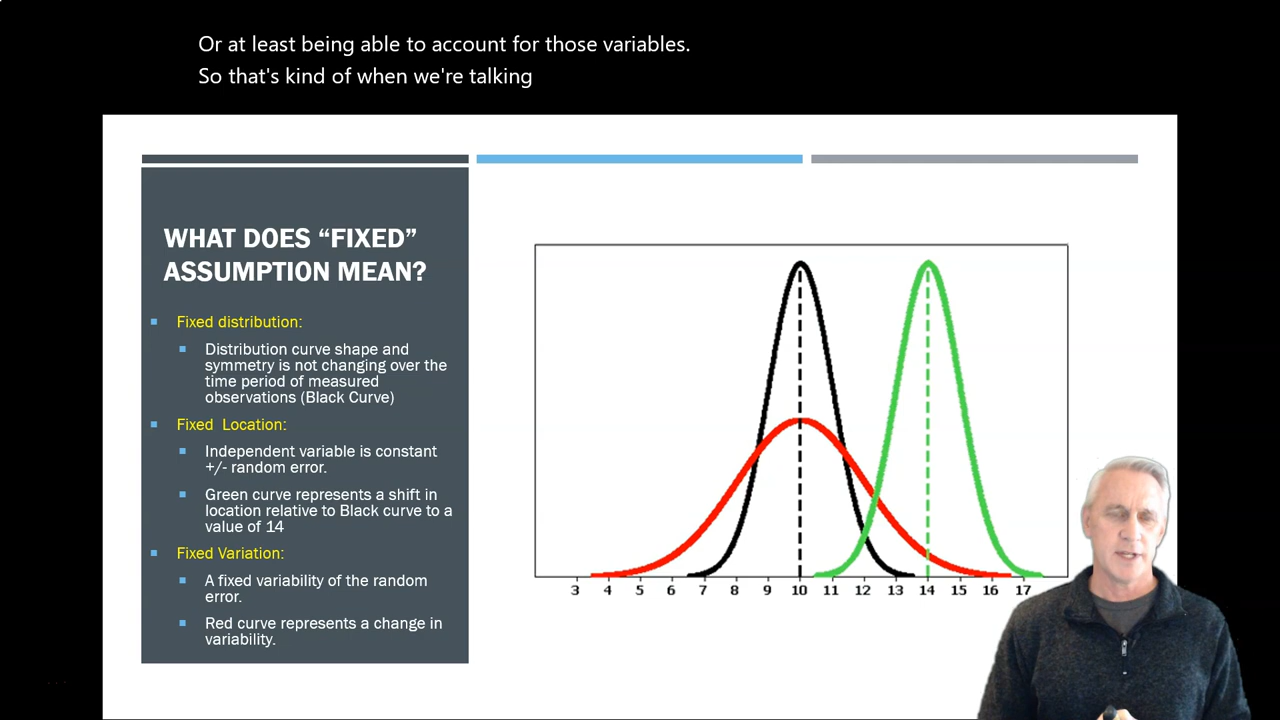 Or at least being able to account for those variables.
So that's kind of when we're talking
WHAT DOES “FIXED”
ASSUMPTION MEAN?
Fixed distribution:
Distribution curve shape and
symmetry is not changing over the
time period of measured
observations (Black Curve)
Fixed Location:
Independent variable is constant
+/- random error.
Green curve represents a shift in
location relative to Black curve to a
value of 14
Fixed Variation:
A fixed variability of the random
error.
Red curve represents a change in
variability.
3 4 5 6 7 8 9 10 11 12 13 14 15 16 17